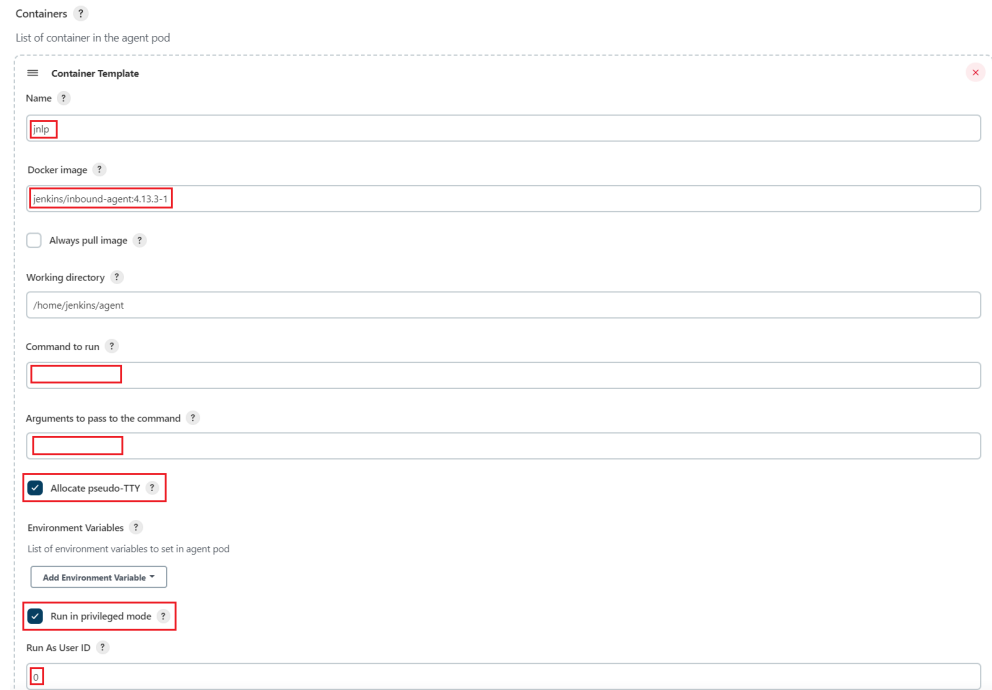 Containers ?
List of container in the agent pod
Container Template
Name ?
jnlp
Docker image ?
jenkins/inbound-agent:4.13.3-1
Always pull image ?
Working directory ?
/home/jenkins/agent
Command to run ?
Arguments to pass to the command ?
Allocate pseudo-TTY ?
Environment Variables ?
List of environment variables to set in agent pod
Add Environment Variable
Run in privileged mode ?
Run As User ID ?
0